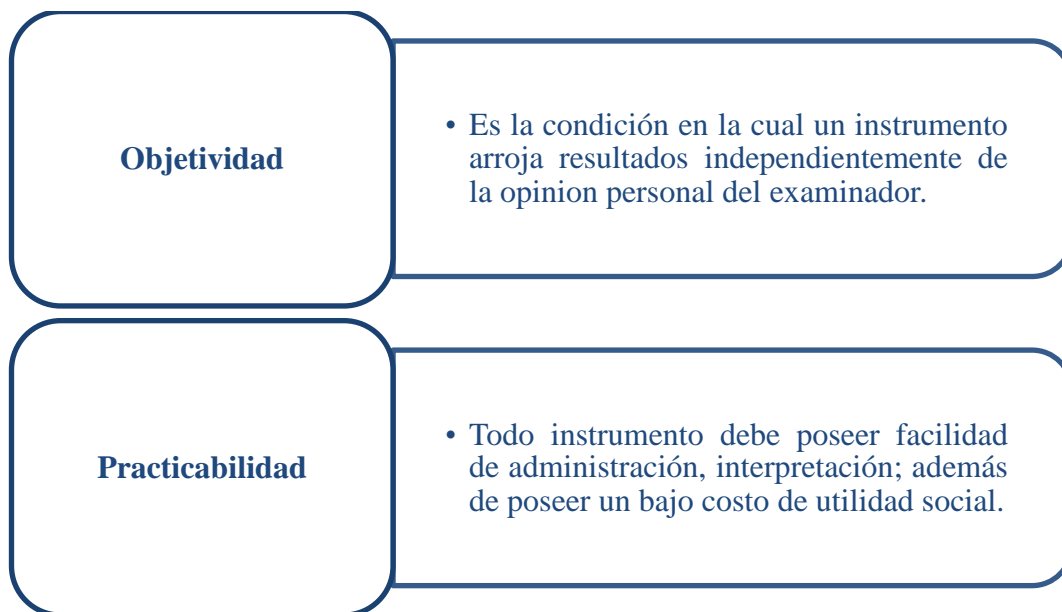 Objetividad
• Es la condición en la cual un instrumento
arroja resultados independientemente de
la opinion personal del examinador.
Practicabilidad
• Todo instrumento debe poseer facilidad
de administración, interpretación; además
de poseer un bajo costo de utilidad social.